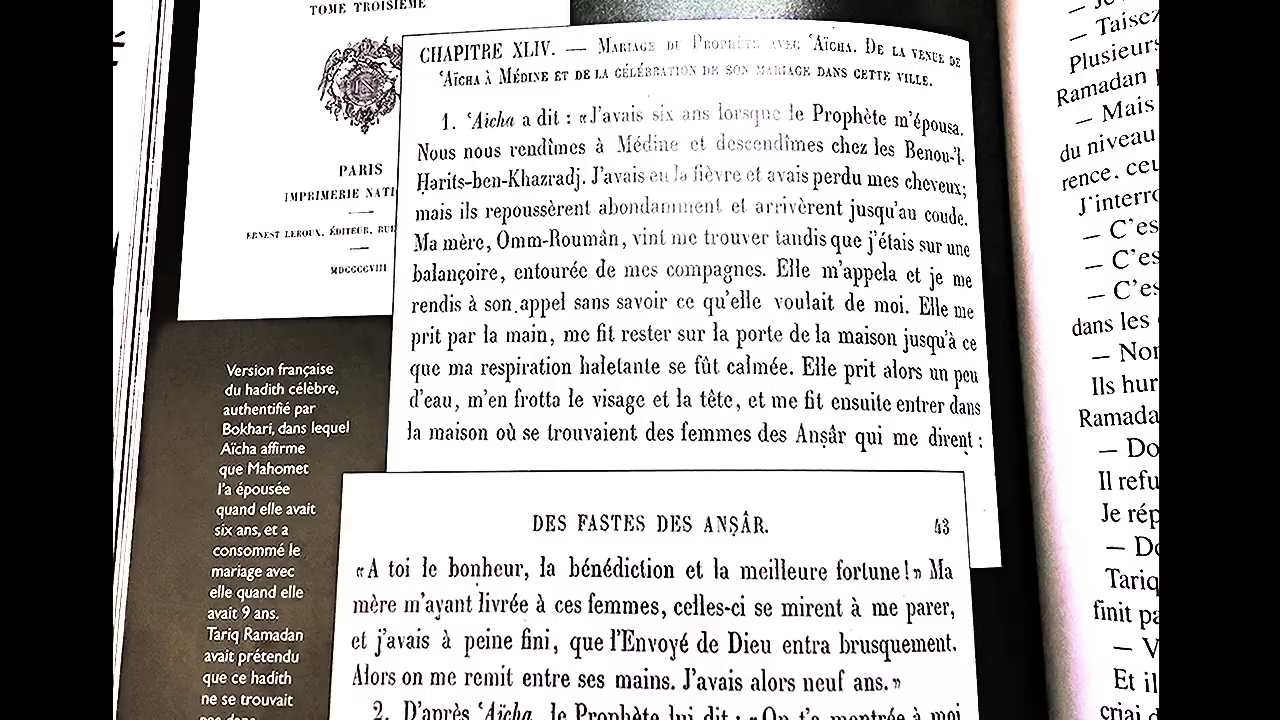 TOME TROISIÈME
PARIS
IMPRIMERIE NATI
ERNEST LEROUX, ÉDITEUR, RUE
MDCCCCVIII
CHAPITRE XLIV. — Mariage du Prophète avec ʿAïcha. De la venue de
ʿAïcha à Médine et de la célébration de son mariage dans cette ville.
1. ʿAïcha a dit : «J'avais six ans lorsque le Prophète m'épousa.
Nous nous rendîmes à Médine et descendîmes chez les Benou-'l-
Ḥarits-ben-Khazradj. J'avais eu la fièvre et avais perdu mes cheveux;
mais ils repoussèrent abondamment et arrivèrent jusqu'au coude.
Ma mère, Omm-Roumân, vint me trouver tandis que j'étais sur une
balançoire, entourée de mes compagnes. Elle m'appela et je me
rendis à son appel sans savoir ce qu'elle voulait de moi. Elle me
prit par la main, me fit rester sur la porte de la maison jusqu'à ce
que ma respiration haletante se fût calmée. Elle prit alors un peu
d'eau, m'en frotta le visage et la tête, et me fit ensuite entrer dans
la maison où se trouvaient des femmes des Anṣâr qui me dirent :
DES FASTES DES ANṢÂR. 43
«A toi le bonheur, la bénédiction et la meilleure fortune!» Ma
mère m'ayant livrée à ces femmes, celles-ci se mirent à me parer,
et j'avais à peine fini, que l'Envoyé de Dieu entra brusquement.
Alors on me remit entre ses mains. J'avais alors neuf ans.»
2. D'après ʿAïcha, le Prophète lui dit : «On t'a montrée à moi
Version française
du hadith célèbre,
authentifié par
Bokhari, dans lequel
Aïcha affirme
que Mahomet
l'a épousée
quand elle avait
six ans, et a
consommé le
mariage avec
elle quand elle
avait 9 ans.
Tariq Ramadan
avait prétendu
que ce hadith
ne se trouvait
— Je
— Taisez
Plusieurs
Ramadan
— Mais
du niveau
rence. ceu
J'interro
— C'es
— C'es
— C'es
dans les
— Nor
Ils hur
Ramada
— Do
Il refu
Je rép
— Do
Tariq
finit pa
— V
Et il
criai d